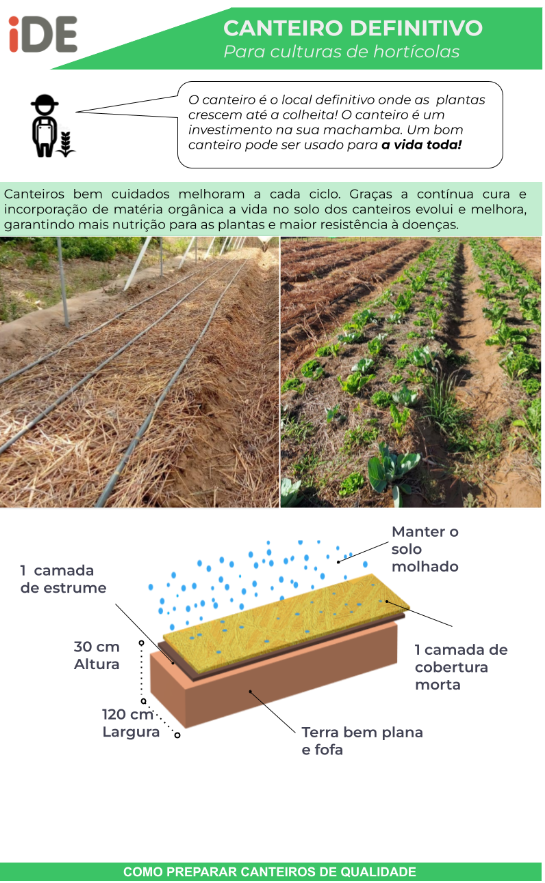 iDE
CANTEIRO DEFINITIVO
Para culturas de hortícolas
O canteiro é o local definitivo onde as plantas
crescem até a colheita! O canteiro é um
investimento na sua machamba. Um bom
canteiro pode ser usado para a vida toda!
Canteiros bem cuidados melhoram a cada ciclo. Graças a contínua cura e
incorporação de matéria orgânica a vida no solo dos canteiros evolui e melhora,
garantindo mais nutrição para as plantas e maior resistência à doenças.
Manter o
solo
molhado
1 camada
de estrume
30 cm
Altura
1 camada de
cobertura
morta
120 cm
Largura
Terra bem plana
e fofa
COMO PREPARAR CANTEIROS DE QUALIDADE